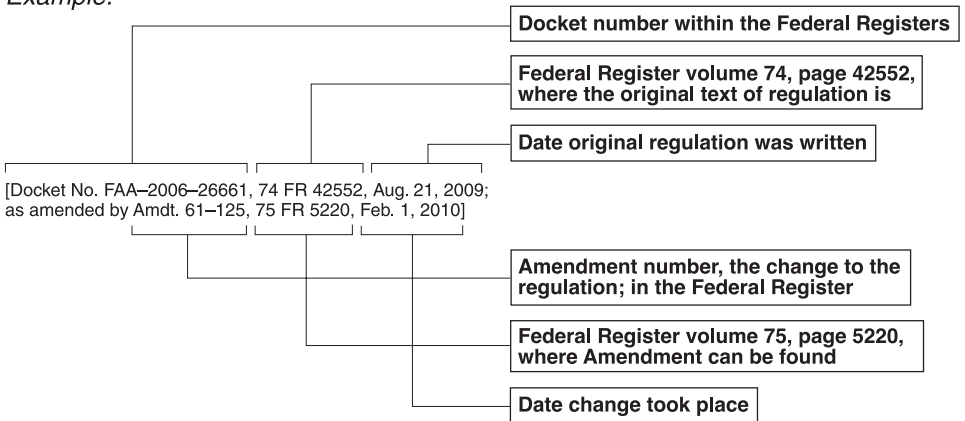 Example:
Docket number within the Federal Registers
Federal Register volume 74, page 42552,
where the original text of regulation is
Date original regulation was written
[Docket No. FAA–2006–26661, 74 FR 42552, Aug. 21, 2009;
as amended by Amdt. 61–125, 75 FR 5220, Feb. 1, 2010]
Amendment number, the change to the
regulation; in the Federal Register
Federal Register volume 75, page 5220,
where Amendment can be found
Date change took place